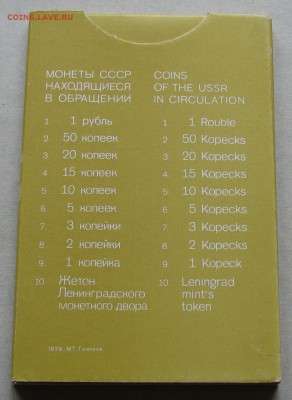 COINS.LAVE.RU
МОНЕТЫ СССР
НАХОДЯЩИЕСЯ
В ОБРАЩЕНИИ
1. 1 рубль
2. 50 копеек
3. 20 копеек
4. 15 копеек
5. 10 копеек
6. 5 копеек
7. 3 копейки
8. 2 копейки
9. 1 копейка
10 Жетон
Ленинградского
монетного двора
COINS
OF THE USSR
IN CIRCULATION
1. 1 Rouble
2. 50 Kopecks
3. 20 Kopecks
4. 15 Kopecks
5. 10 Kopecks
6. 5 Kopecks
7. 3 Kopecks
8. 2 Kopecks
9. 1 Kopeck
10 Leningrad
mint's
token
1979, МТ Гознака